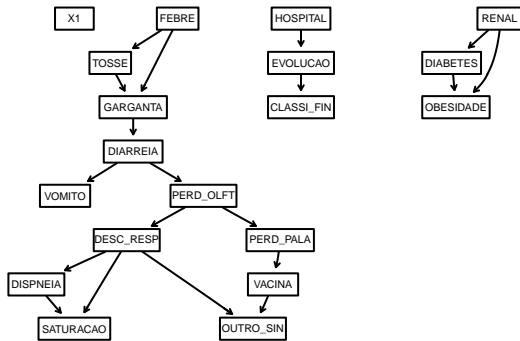 X1
FEBRE
HOSPITAL
RENAL
TOSSE
EVOLUCAO
DIABETES
GARGANTA
CLASSI_FIN
OBESIDADE
DIARREIA
VOMITO
PERD_OLFT
DESC_RESP
PERD_PALA
DISPNEIA
VACINA
SATURACAO
OUTRO_SIN